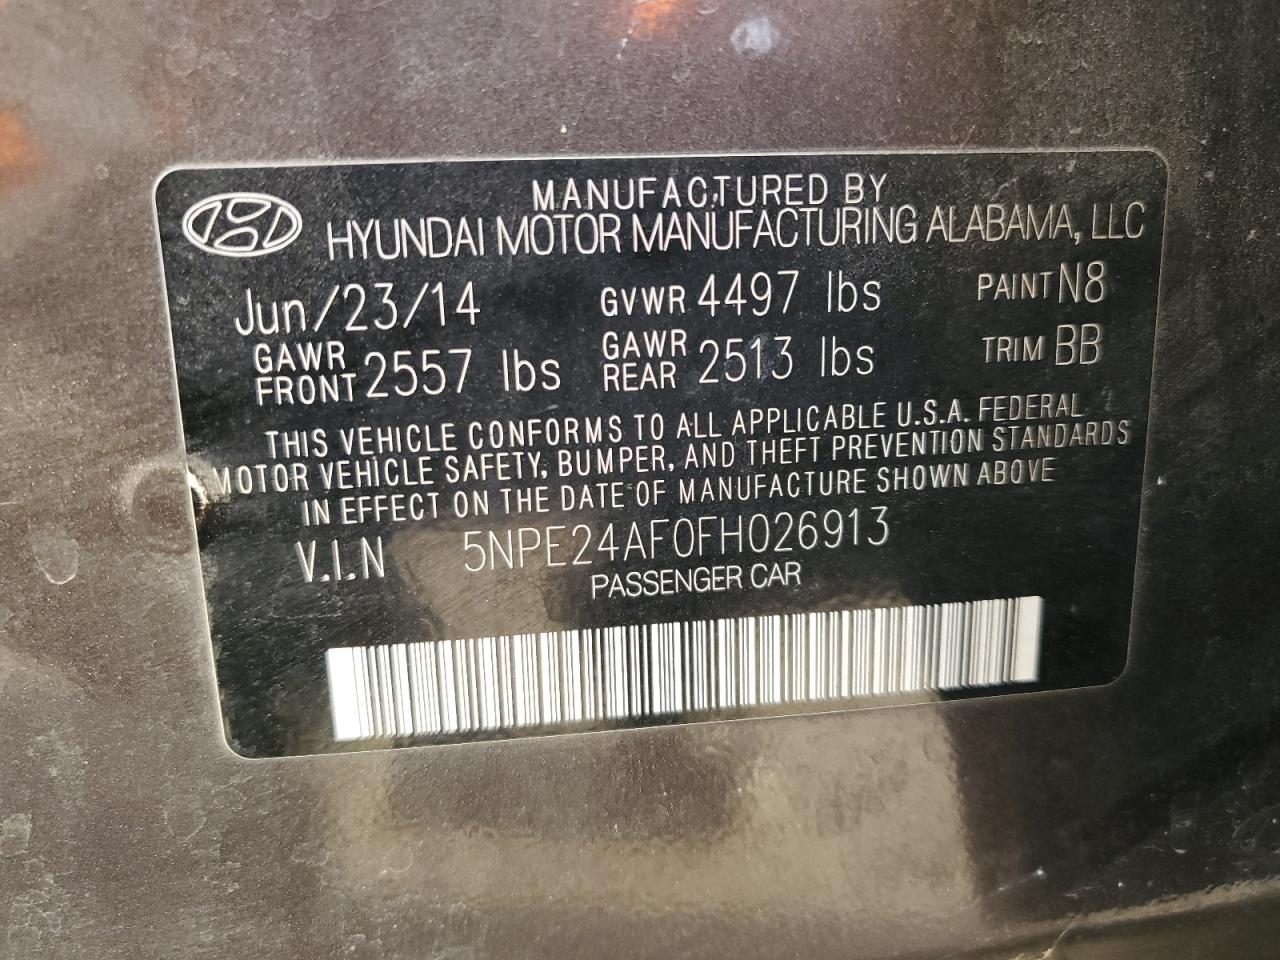 MANUFACTURED BY
HYUNDAI MOTOR MANUFACTURING ALABAMA, LLC
Jun/23/14 GVWR 4497 lbs PAINT N8
GAWR FRONT 2557 lbs GAWR REAR 2513 lbs TRIM BB
THIS VEHICLE CONFORMS TO ALL APPLICABLE U.S.A. FEDERAL
MOTOR VEHICLE SAFETY, BUMPER, AND THEFT PREVENTION STANDARDS
IN EFFECT ON THE DATE OF MANUFACTURE SHOWN ABOVE
V.I.N 5NPE24AF0FH026913
PASSENGER CAR